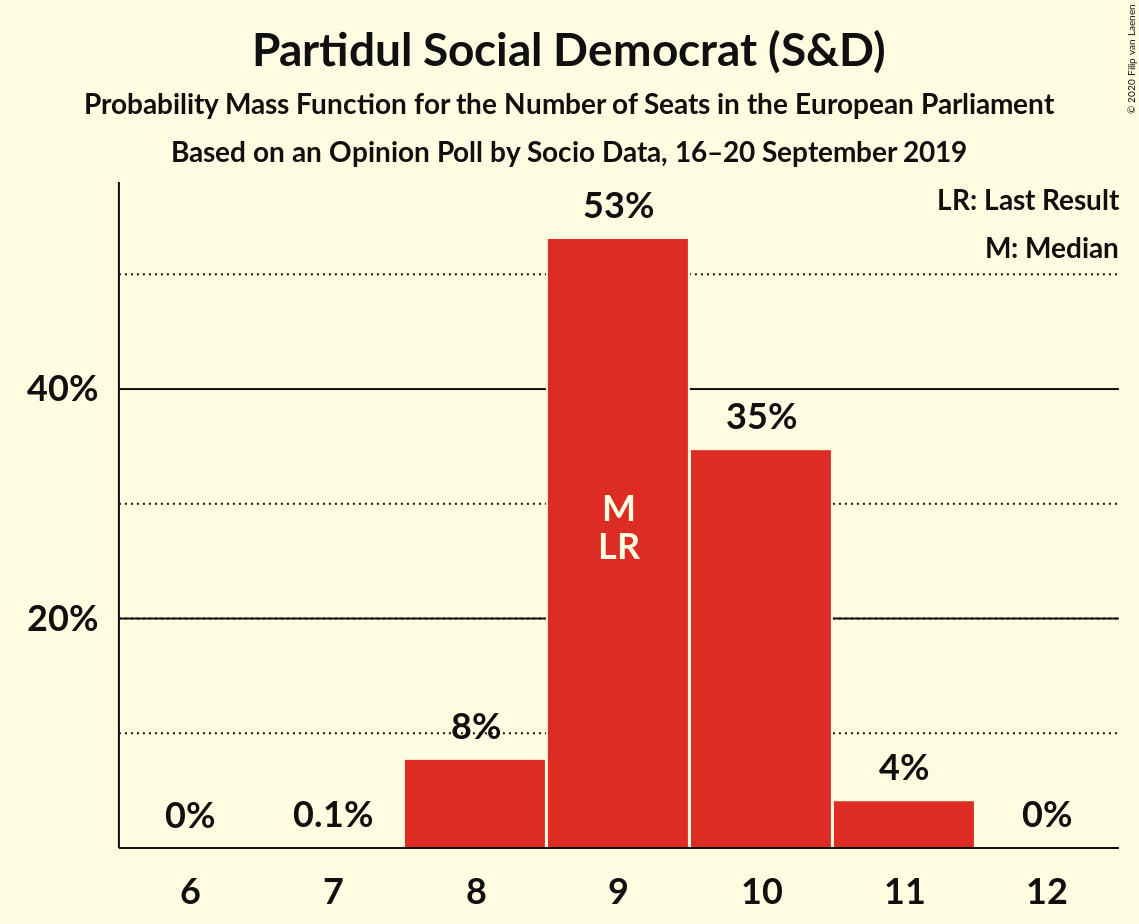 Partidul Social Democrat (S&D)
Probability Mass Function for the Number of Seats in the European Parliament
Based on an Opinion Poll by Socio Data, 16–20 September 2019
© 2020 Filip van Laenen
LR: Last Result
M: Median
53%
40%
35%
M
LR
20%
8%
4%
0%
0.1%
0%
6
7
8
9
10
11
12